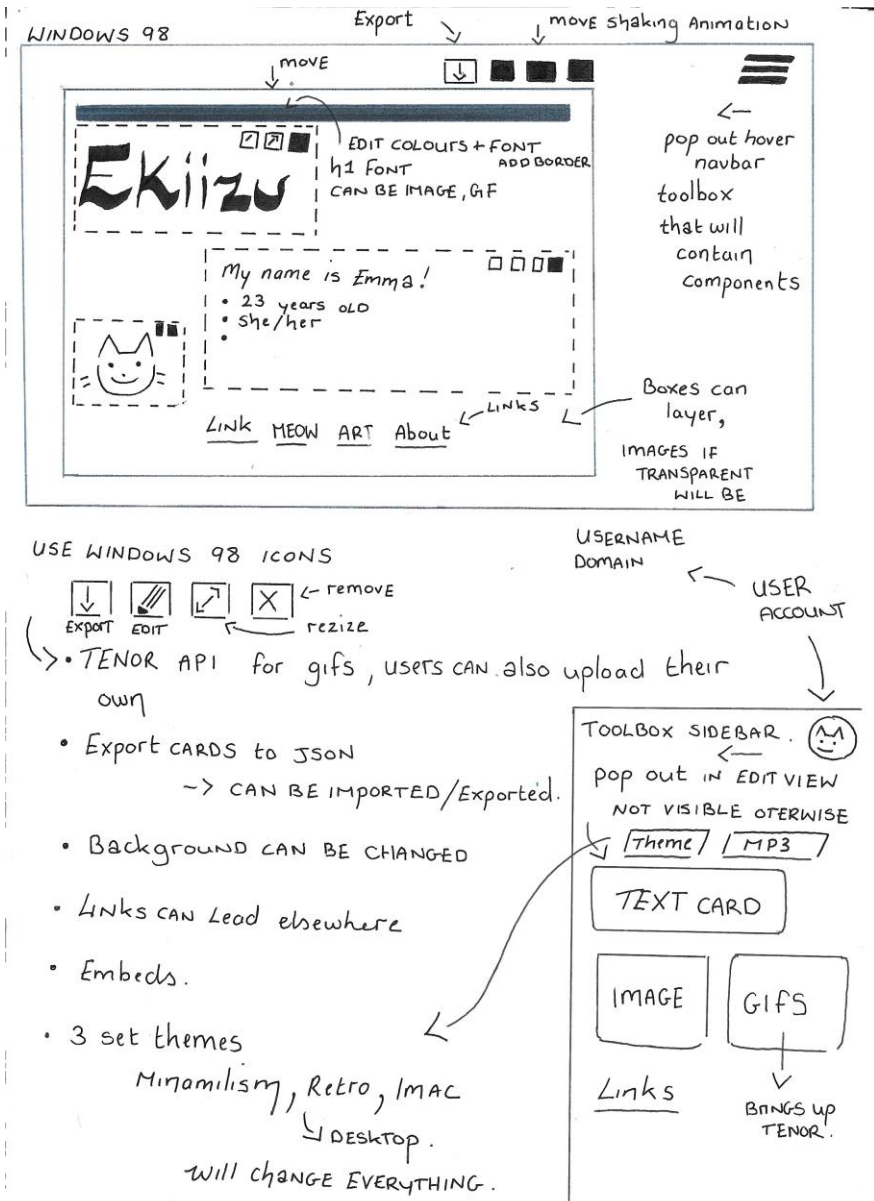 WINDOWS 98
Export
move shaking ANIMATION
move
EDIT COLOURS + FONT
ADD BORDER
h1 FONT
CAN BE IMAGE, GIF
Ekiizu
pop out hover
navbar
toolbox
that will
contain
components
My name is Emma!
• 23 years OLD
• she/her
•
Link MEOW ART About
LINKS
Boxes can
layer,
IMAGES IF
TRANSPARENT
WILL BE
USE WINDOWS 98 ICONS
Export
EDIT
remove
rezize
USERNAME
DOMAIN
USER
ACCOUNT
• TENOR API for gifs, users can also upload their
own
• Export CARDS to JSON
~> CAN BE IMPORTED/Exported.
• Background CAN BE CHANGED
• Links CAN Lead elsewhere
• Embeds.
• 3 set themes
Minamilism, Retro, IMAC
DESKTOP.
will change EVERYTHING.
TOOLBOX SIDEBAR.
pop out IN EDIT VIEW
NOT VISIBLE OTERWISE
Theme
MP3
TEXT CARD
IMAGE
GIFS
Links
BRINGS UP
TENOR.